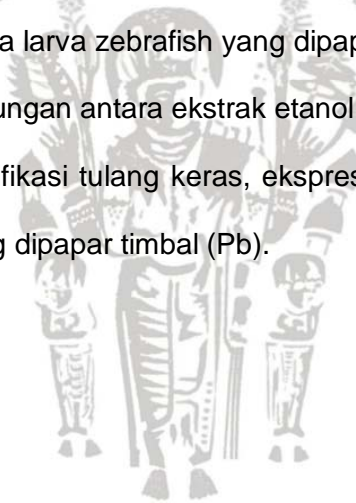 a larva zebrafish yang dipap
ungan antara ekstrak etanol
fikasi tulang keras, ekspres
g dipapar timbal (Pb).